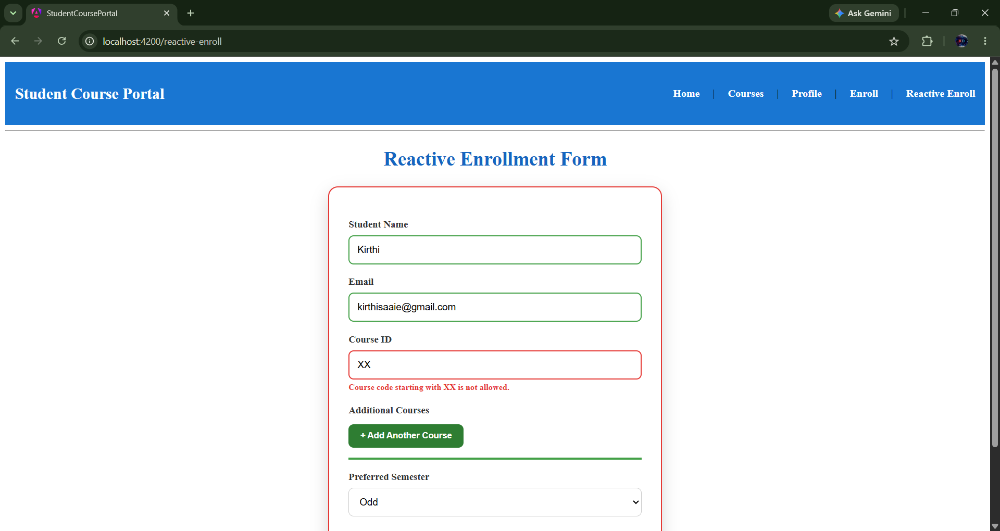 StudentCoursePortal
Ask Gemini
localhost:4200/reactive-enroll
KD
Student Course Portal
Home | Courses | Profile | Enroll | Reactive Enroll
Reactive Enrollment Form
Student Name
Kirthi
Email
kirthisaaie@gmail.com
Course ID
XX
Course code starting with XX is not allowed.
Additional Courses
+ Add Another Course
Preferred Semester
Odd